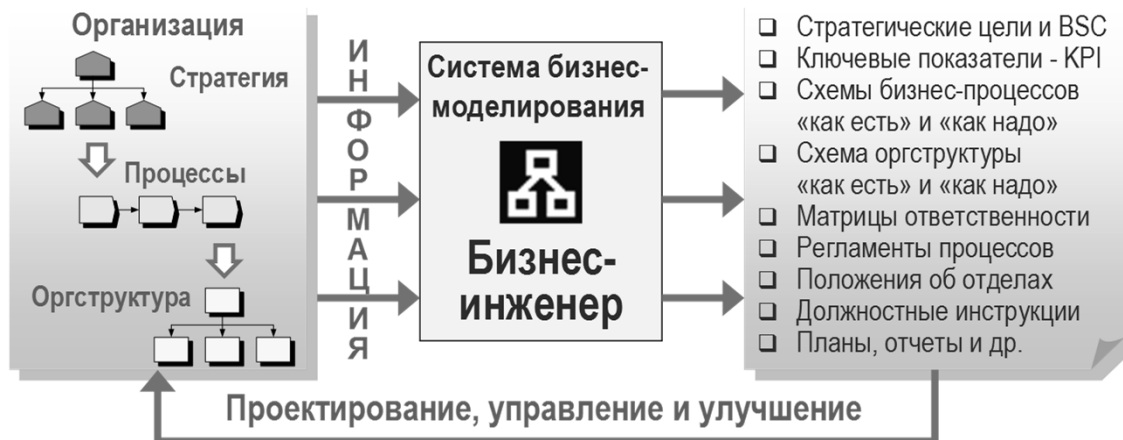 Организация
Стратегия
Процессы
Оргструктура
ИНФОРМАЦИЯ
Система бизнес-
моделирования
Бизнес-
инженер
Стратегические цели и BSC
Ключевые показатели - KPI
Схемы бизнес-процессов
«как есть» и «как надо»
Схема оргструктуры
«как есть» и «как надо»
Матрицы ответственности
Регламенты процессов
Положения об отделах
Должностные инструкции
Планы, отчеты и др.
Проектирование, управление и улучшение